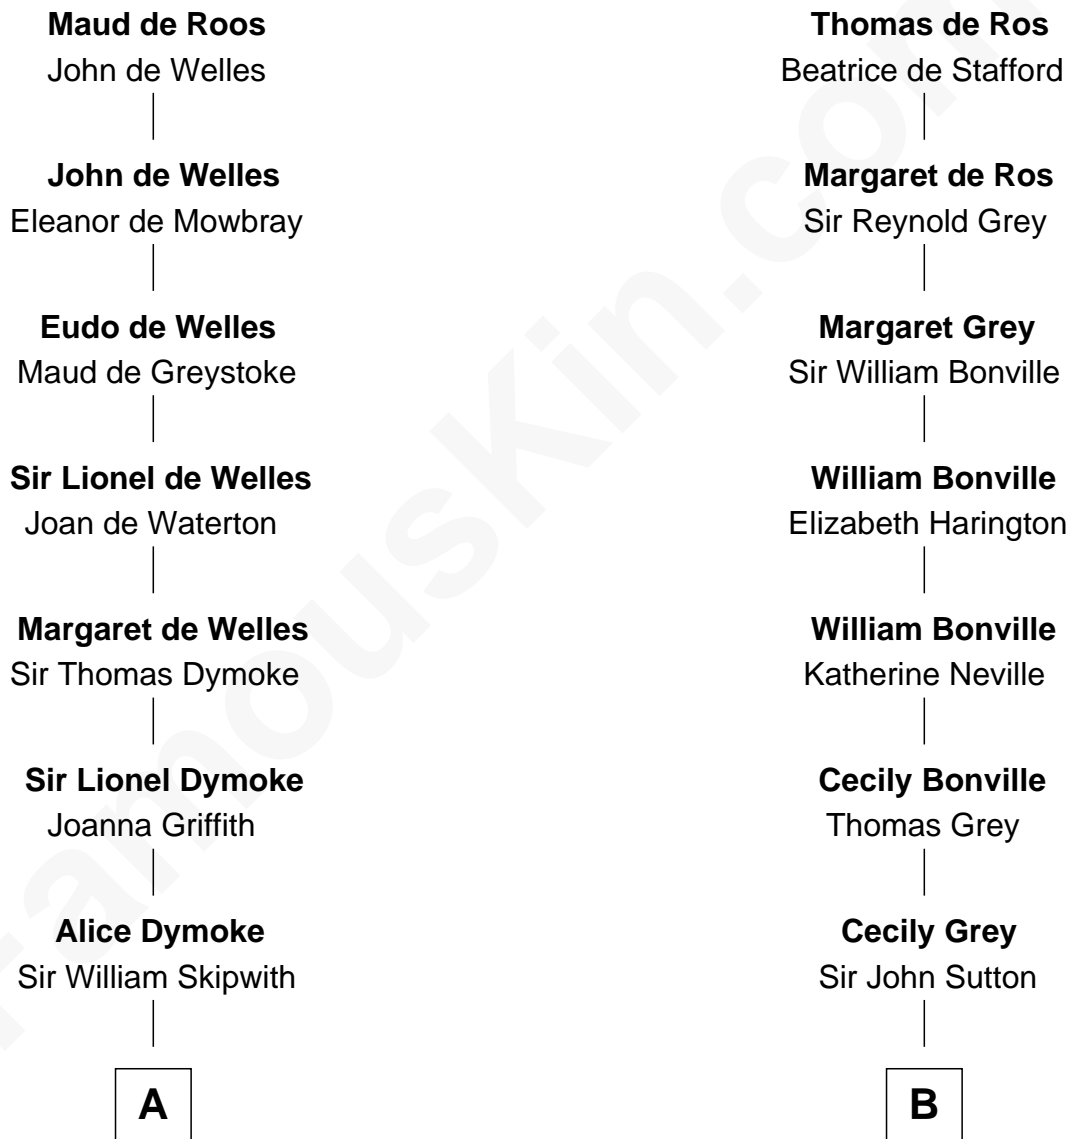 Maud de Roos
John de Welles
John de Welles
Eleanor de Mowbray
Eudo de Welles
Maud de Greystoke
Sir Lionel de Welles
Joan de Waterton
Margaret de Welles
Sir Thomas Dymoke
Sir Lionel Dymoke
Joanna Griffith
Alice Dymoke
Sir William Skipwith
A
Thomas de Ros
Beatrice de Stafford
Margaret de Ros
Sir Reynold Grey
Margaret Grey
Sir William Bonville
William Bonville
Elizabeth Harington
William Bonville
Katherine Neville
Cecily Bonville
Thomas Grey
Cecily Grey
Sir John Sutton
B
FamousKin.com